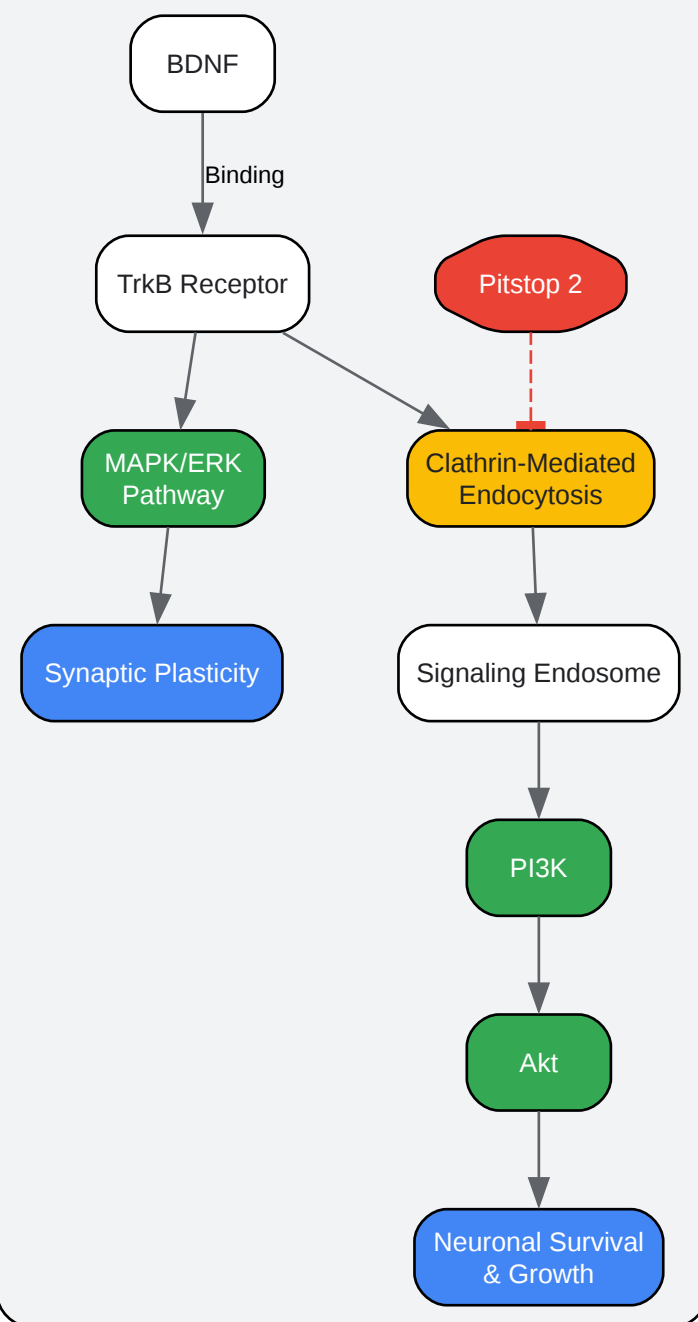 BDNF
Binding
TrkB Receptor
Pitstop 2
MAPK/ERK
Pathway
Clathrin-Mediated
Endocytosis
Synaptic Plasticity
Signaling Endosome
PI3K
Akt
Neuronal Survival
& Growth